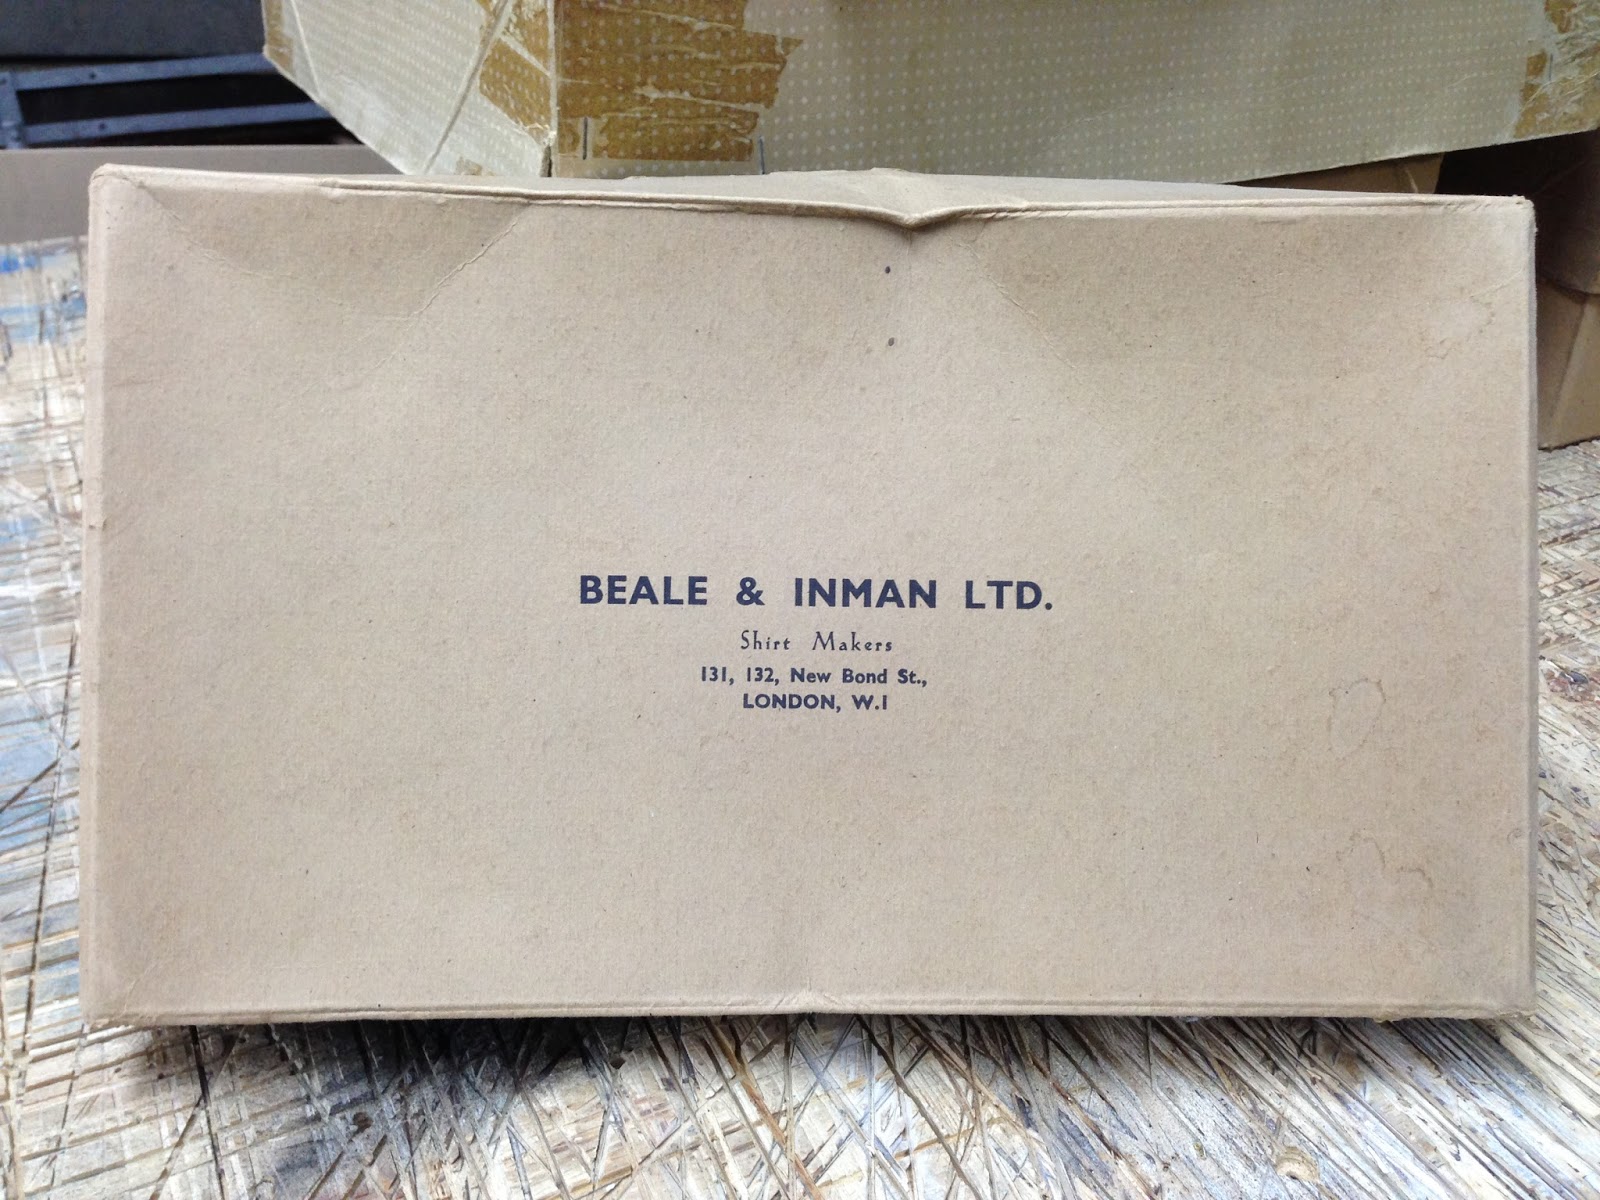 BEALE & INMAN LTD.
Shirt Makers
131, 132, New Bond St.,
LONDON, W.1